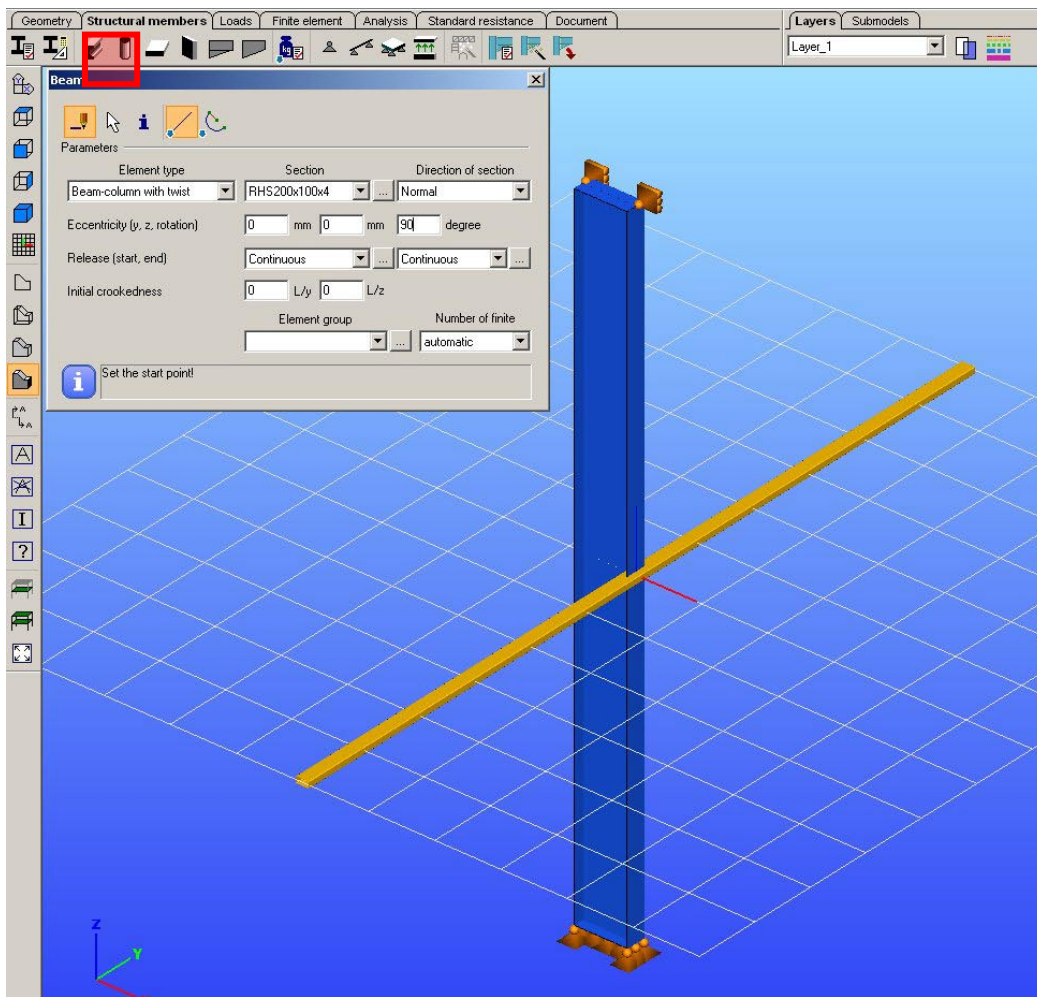 Geometry Structural members Loads Finite element Analysis Standard resistance Document Layers Submodels
Layer_1
Beam
Parameters
Element type Section Direction of section
Beam-column with twist RHS200x100x4 ... Normal
Eccentricity (y, z, rotation) 0 mm 0 mm 90 degree
Release (start, end) Continuous ... Continuous ...
Initial crookedness 0 L/y 0 L/z
Element group Number of finite
... automatic
Set the start point!
Z
Y